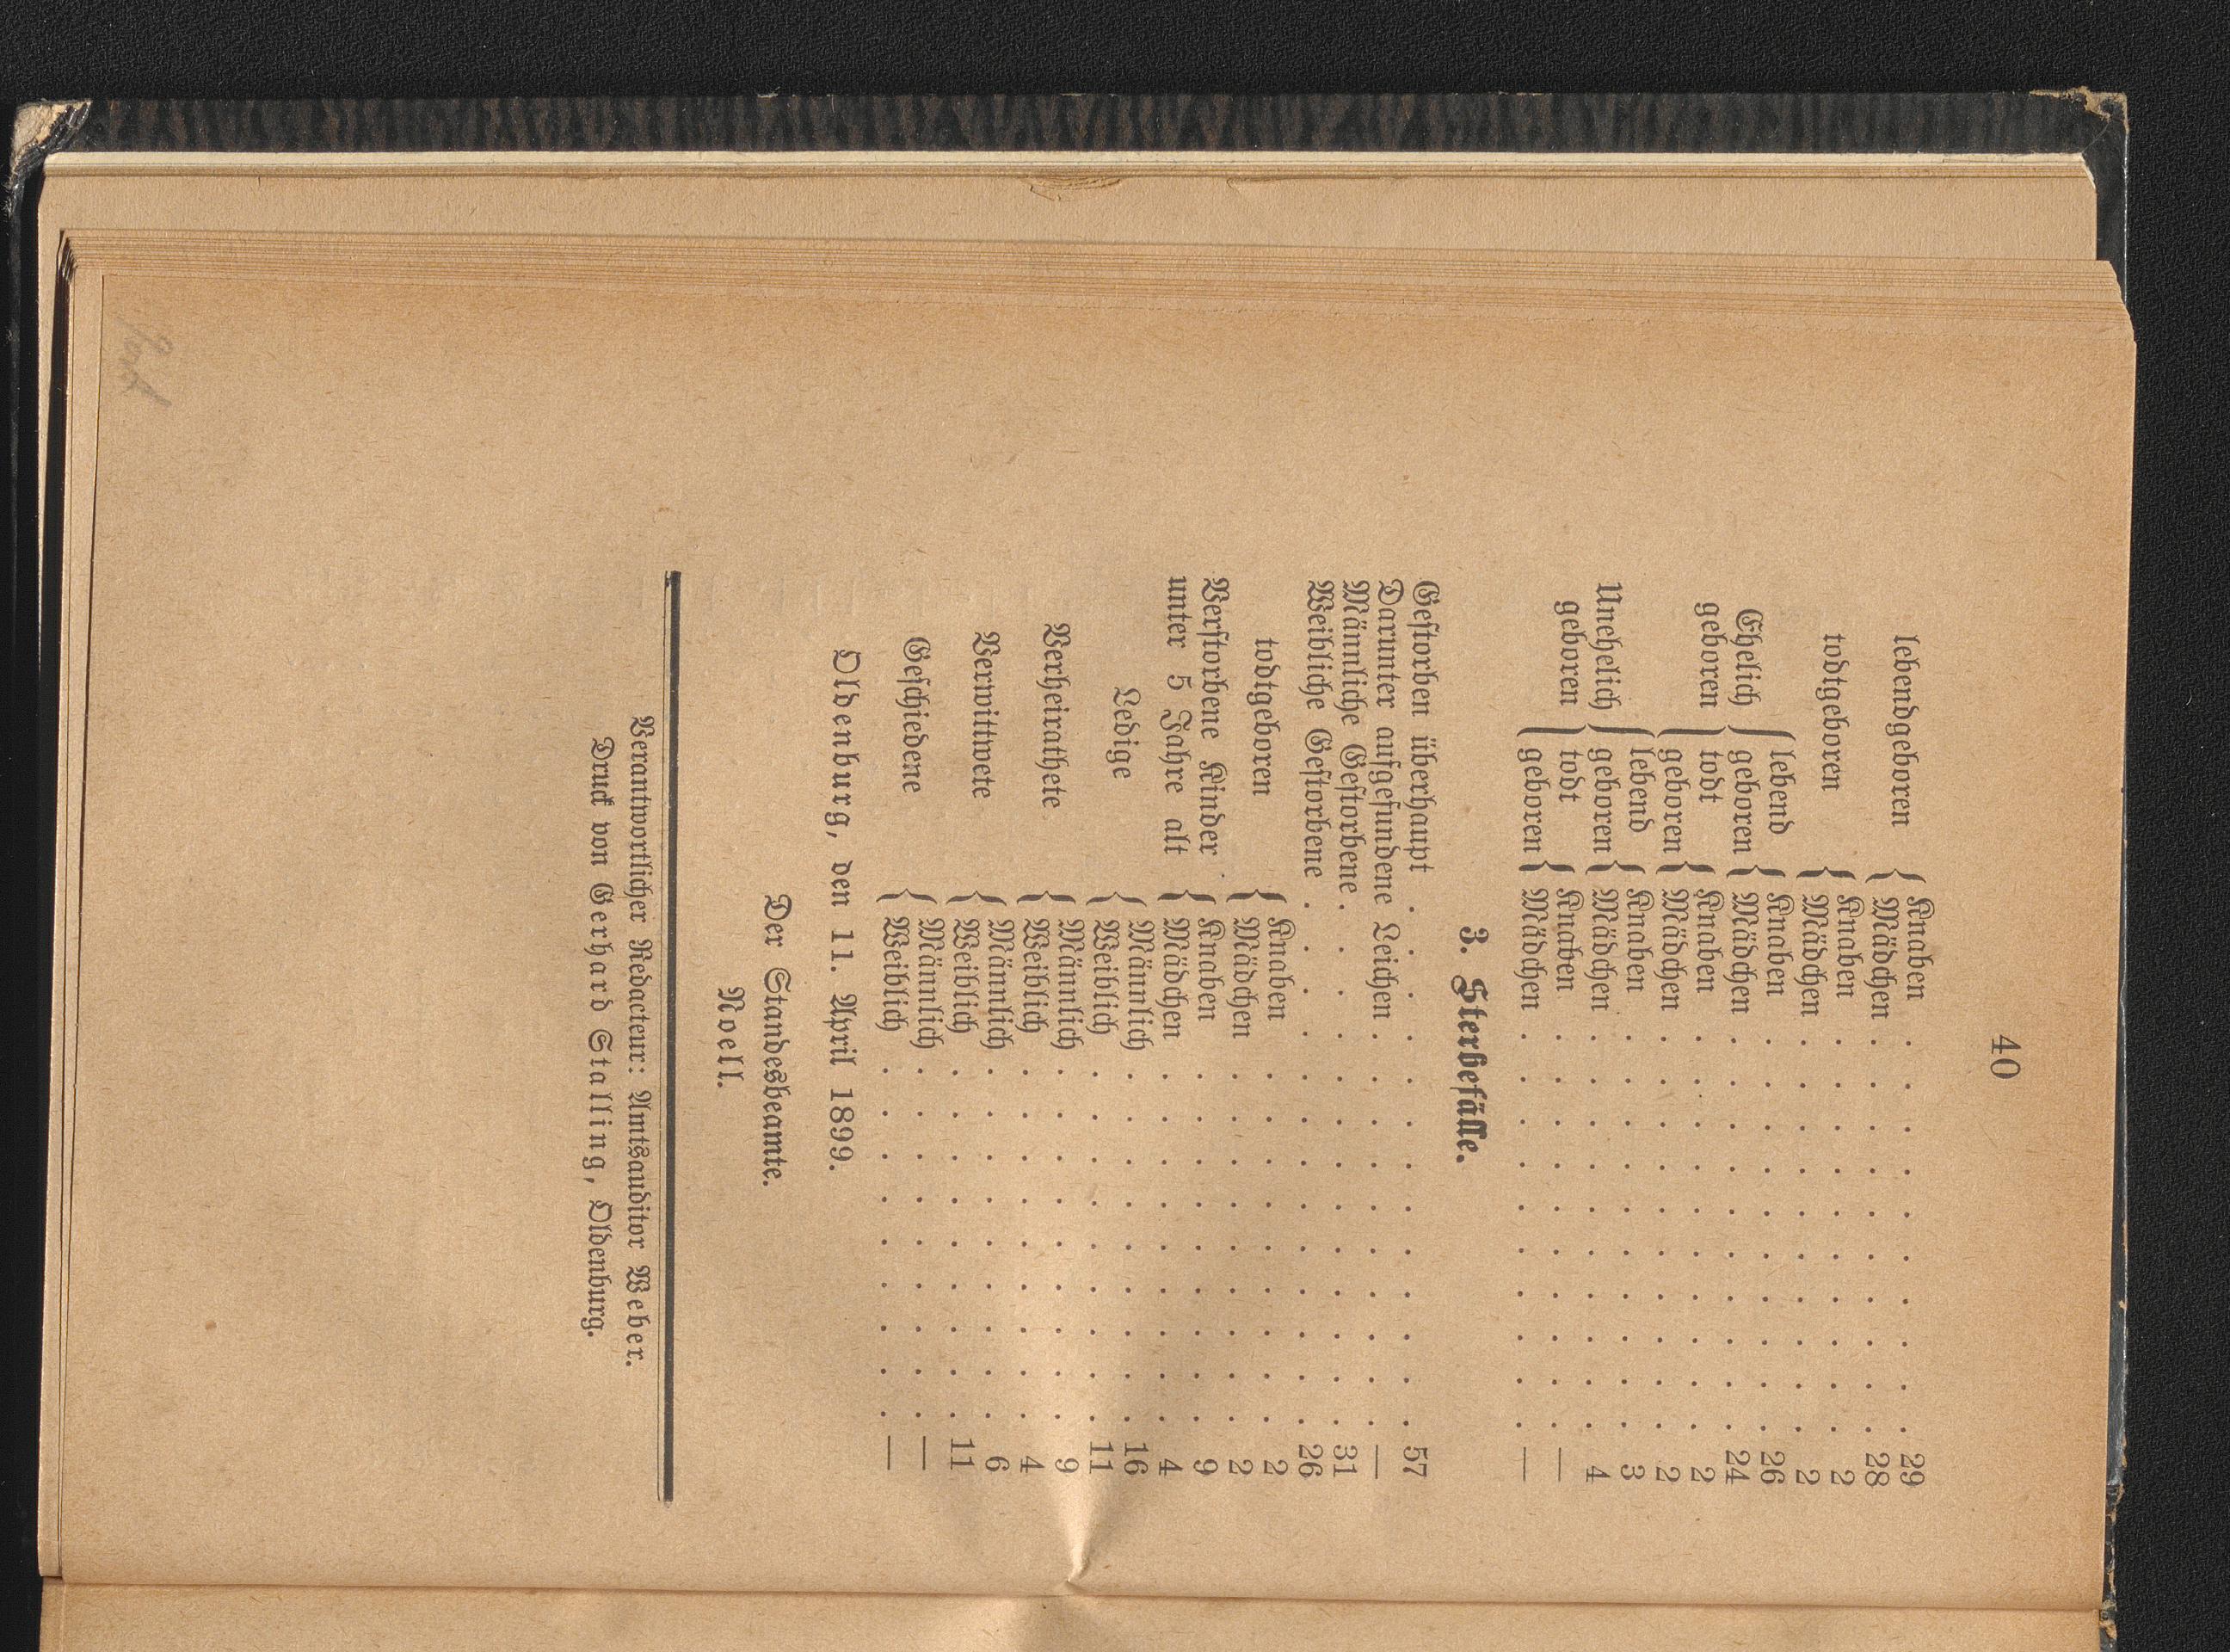 40
lebendgeboren { Knaben . . . . . . . . . . 29
Mädchen . . . . . . . . . . 28
todtgeboren { Knaben . . . . . . . . . . 2
Mädchen . . . . . . . . . . 2
Ehelich geboren { lebend geboren { Knaben . . . . . . . . . . 26
Mädchen . . . . . . . . . . 24
todt geboren { Knaben . . . . . . . . . . 2
Mädchen . . . . . . . . . . 2
Unehelich geboren { lebend geboren { Knaben . . . . . . . . . . 3
Mädchen . . . . . . . . . . 4
todt geboren { Knaben . . . . . . . . . . —
Mädchen . . . . . . . . . . —
3. Sterbefälle.
Gestorben überhaupt . . . . . . . . . . . . . 57
Darunter aufgefundene Leichen . . . . . . . . . . —
Männliche Gestorbene . . . . . . . . . . . . . 31
Weibliche Gestorbene . . . . . . . . . . . . . 26
todtgeboren { Knaben . . . . . . . . . 2
Mädchen . . . . . . . . . 2
Verstorbene Kinder unter 5 Jahre alt { Knaben . . . . . . . . . 9
Mädchen . . . . . . . . . 4
Ledige { Männlich . . . . . . . . . 16
Weiblich . . . . . . . . . 11
Verheirathete { Männlich . . . . . . . . . 9
Weiblich . . . . . . . . . 4
Verwittwete { Männlich . . . . . . . . . 6
Weiblich . . . . . . . . . 11
Geschiedene { Männlich . . . . . . . . . —
Weiblich . . . . . . . . . —
Oldenburg, den 11. April 1899.
Der Standesbeamte.
Noell.
Verantwortlicher Redacteur: Amtsauditor Weber.
Druck von Gerhard Stalling, Oldenburg.